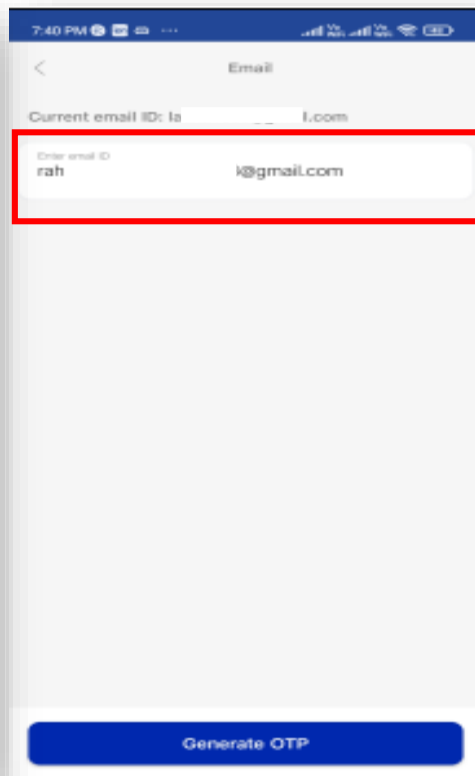 7:40 PM
Email
Current email ID: la l.com
Enter email ID
rah @gmail.com
Generate OTP